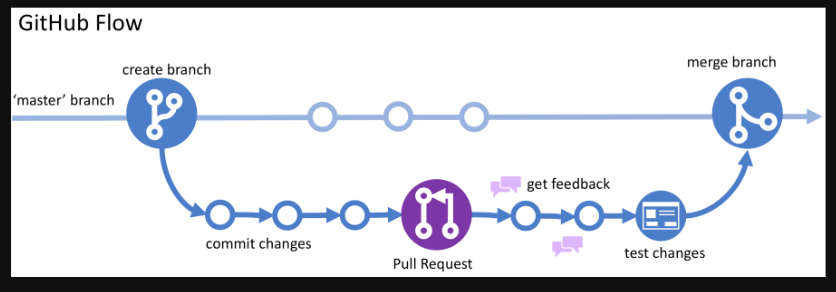 GitHub Flow
create branch
merge branch
‘master’ branch
get feedback
commit changes
test changes
Pull Request